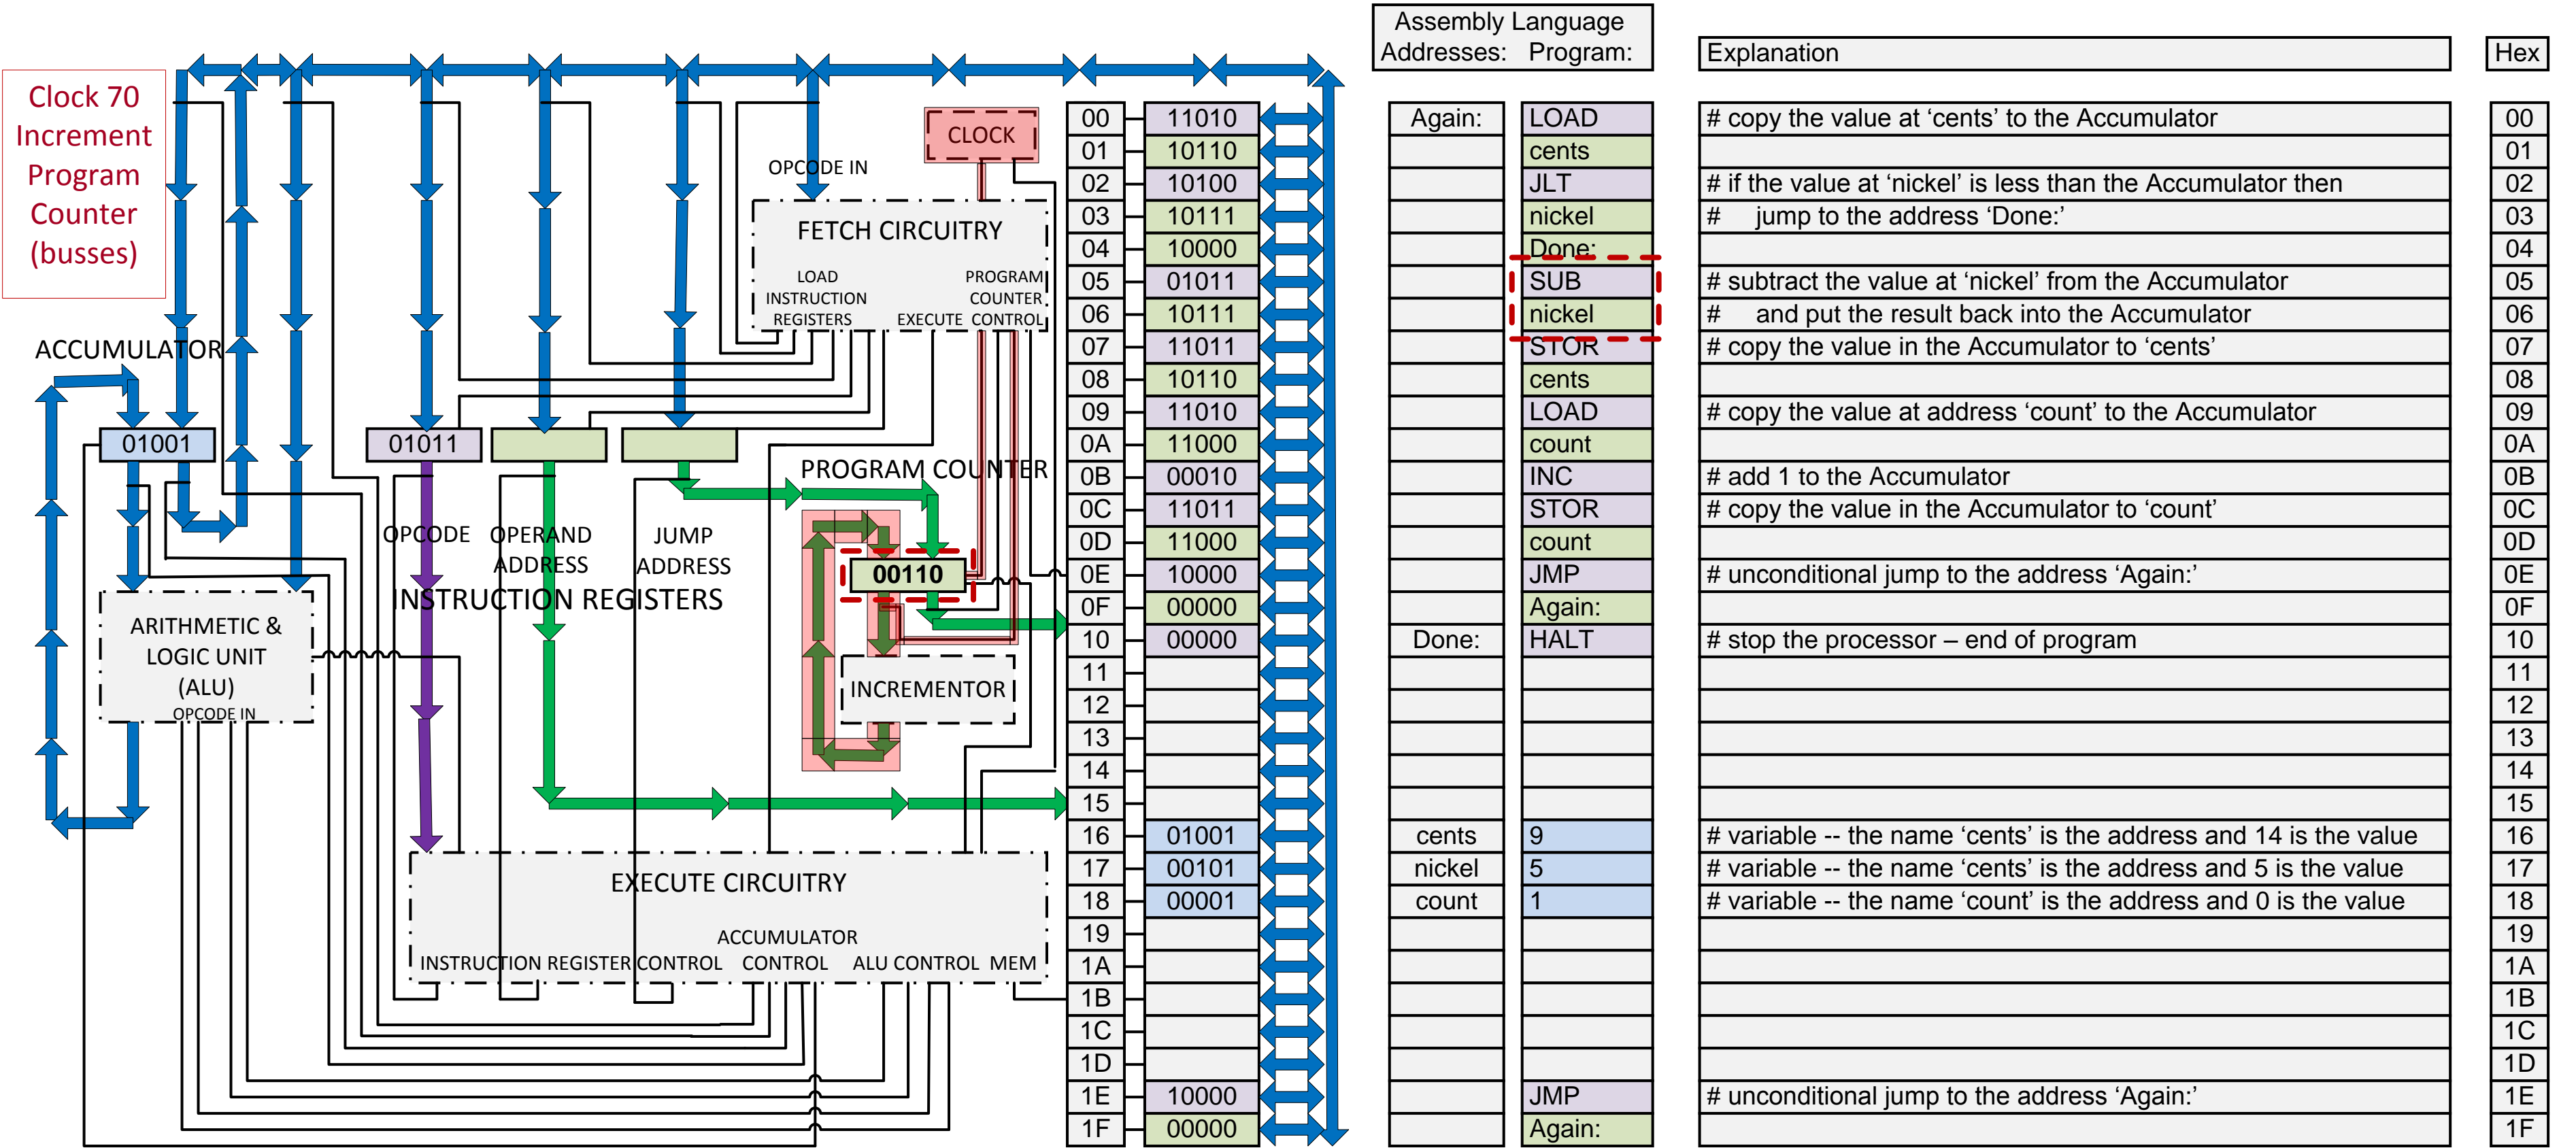 Assembly Language
Addresses: Program:
Explanation
Hex
Clock 70
Increment
Program
Counter
(busses)
CLOCK
OPCODE IN
FETCH CIRCUITRY
LOAD
INSTRUCTION
REGISTERS
EXECUTE
PROGRAM
COUNTER
CONTROL
ACCUMULATOR
01001
01011
PROGRAM COUNTER
OPCODE
OPERAND
ADDRESS
JUMP
ADDRESS
INSTRUCTION REGISTERS
00110
INCREMENTOR
ARITHMETIC &
LOGIC UNIT
(ALU)
OPCODE IN
EXECUTE CIRCUITRY
INSTRUCTION REGISTER CONTROL
ACCUMULATOR
CONTROL
ALU CONTROL
MEM
00 11010 Again: LOAD # copy the value at ‘cents’ to the Accumulator 00
01 10110 cents 01
02 10100 JLT # if the value at ‘nickel’ is less than the Accumulator then 02
03 10111 nickel # jump to the address ‘Done:’ 03
04 10000 Done: 04
05 01011 SUB # subtract the value at ‘nickel’ from the Accumulator 05
06 10111 nickel # and put the result back into the Accumulator 06
07 11011 STOR # copy the value in the Accumulator to ‘cents’ 07
08 10110 cents 08
09 11010 LOAD # copy the value at address ‘count’ to the Accumulator 09
0A 11000 count 0A
0B 00010 INC # add 1 to the Accumulator 0B
0C 11011 STOR # copy the value in the Accumulator to ‘count’ 0C
0D 11000 count 0D
0E 10000 JMP # unconditional jump to the address ‘Again:’ 0E
0F 00000 Again: 0F
10 00000 Done: HALT # stop the processor – end of program 10
11 11
12 12
13 13
14 14
15 15
16 01001 cents 9 # variable -- the name ‘cents’ is the address and 14 is the value 16
17 00101 nickel 5 # variable -- the name ‘cents’ is the address and 5 is the value 17
18 00001 count 1 # variable -- the name ‘count’ is the address and 0 is the value 18
19 19
1A 1A
1B 1B
1C 1C
1D 1D
1E 10000 JMP # unconditional jump to the address ‘Again:’ 1E
1F 00000 Again: 1F